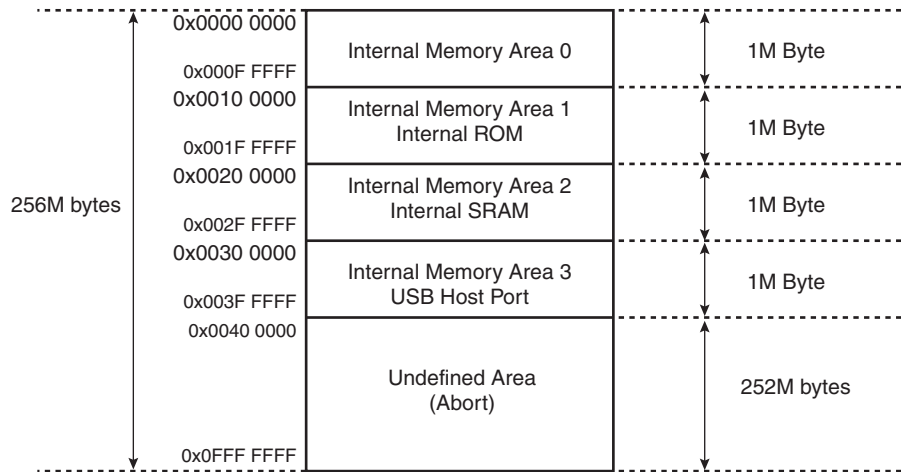 0x0000 0000
Internal Memory Area 0
1M Byte
0x000F FFFF
0x0010 0000
Internal Memory Area 1
Internal ROM
1M Byte
0x001F FFFF
0x0020 0000
256M bytes
Internal Memory Area 2
Internal SRAM
1M Byte
0x002F FFFF
0x0030 0000
Internal Memory Area 3
USB Host Port
1M Byte
0x003F FFFF
0x0040 0000
Undefined Area
(Abort)
252M bytes
0x0FFF FFFF